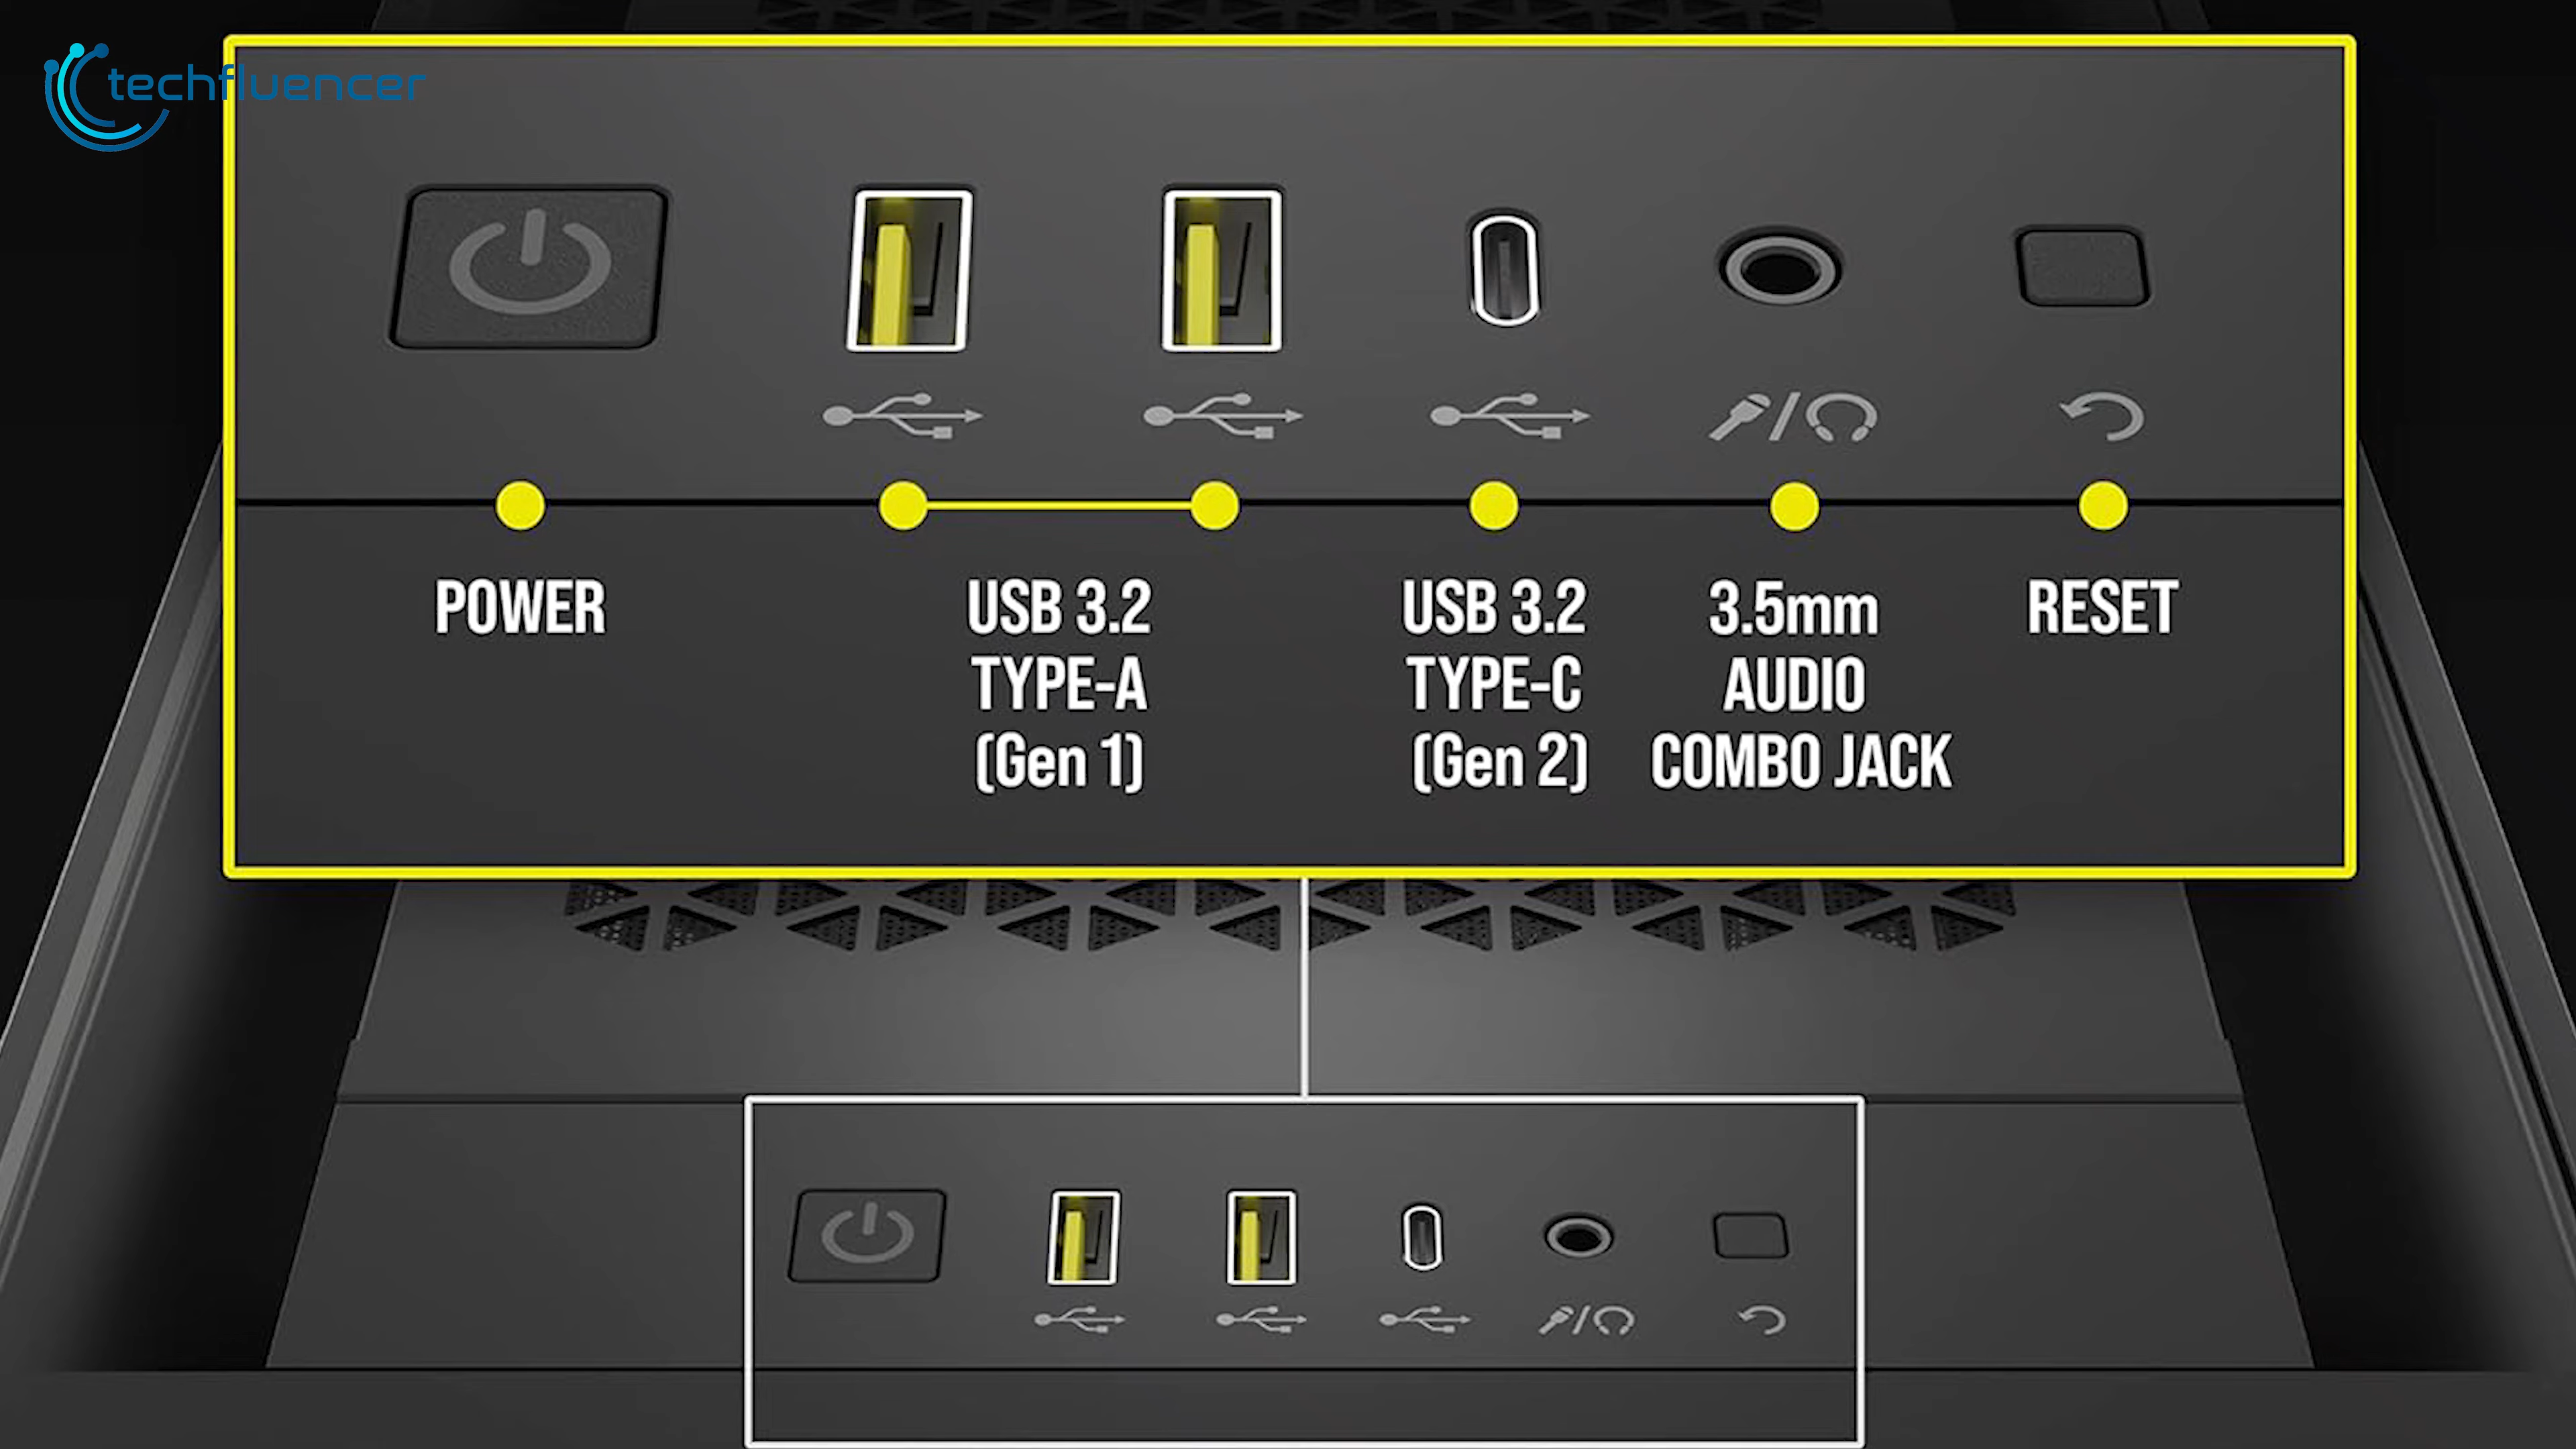 techfluencer
POWER
USB 3.2
TYPE-A
(Gen 1)
USB 3.2
TYPE-C
(Gen 2)
3.5mm
AUDIO
COMBO JACK
RESET